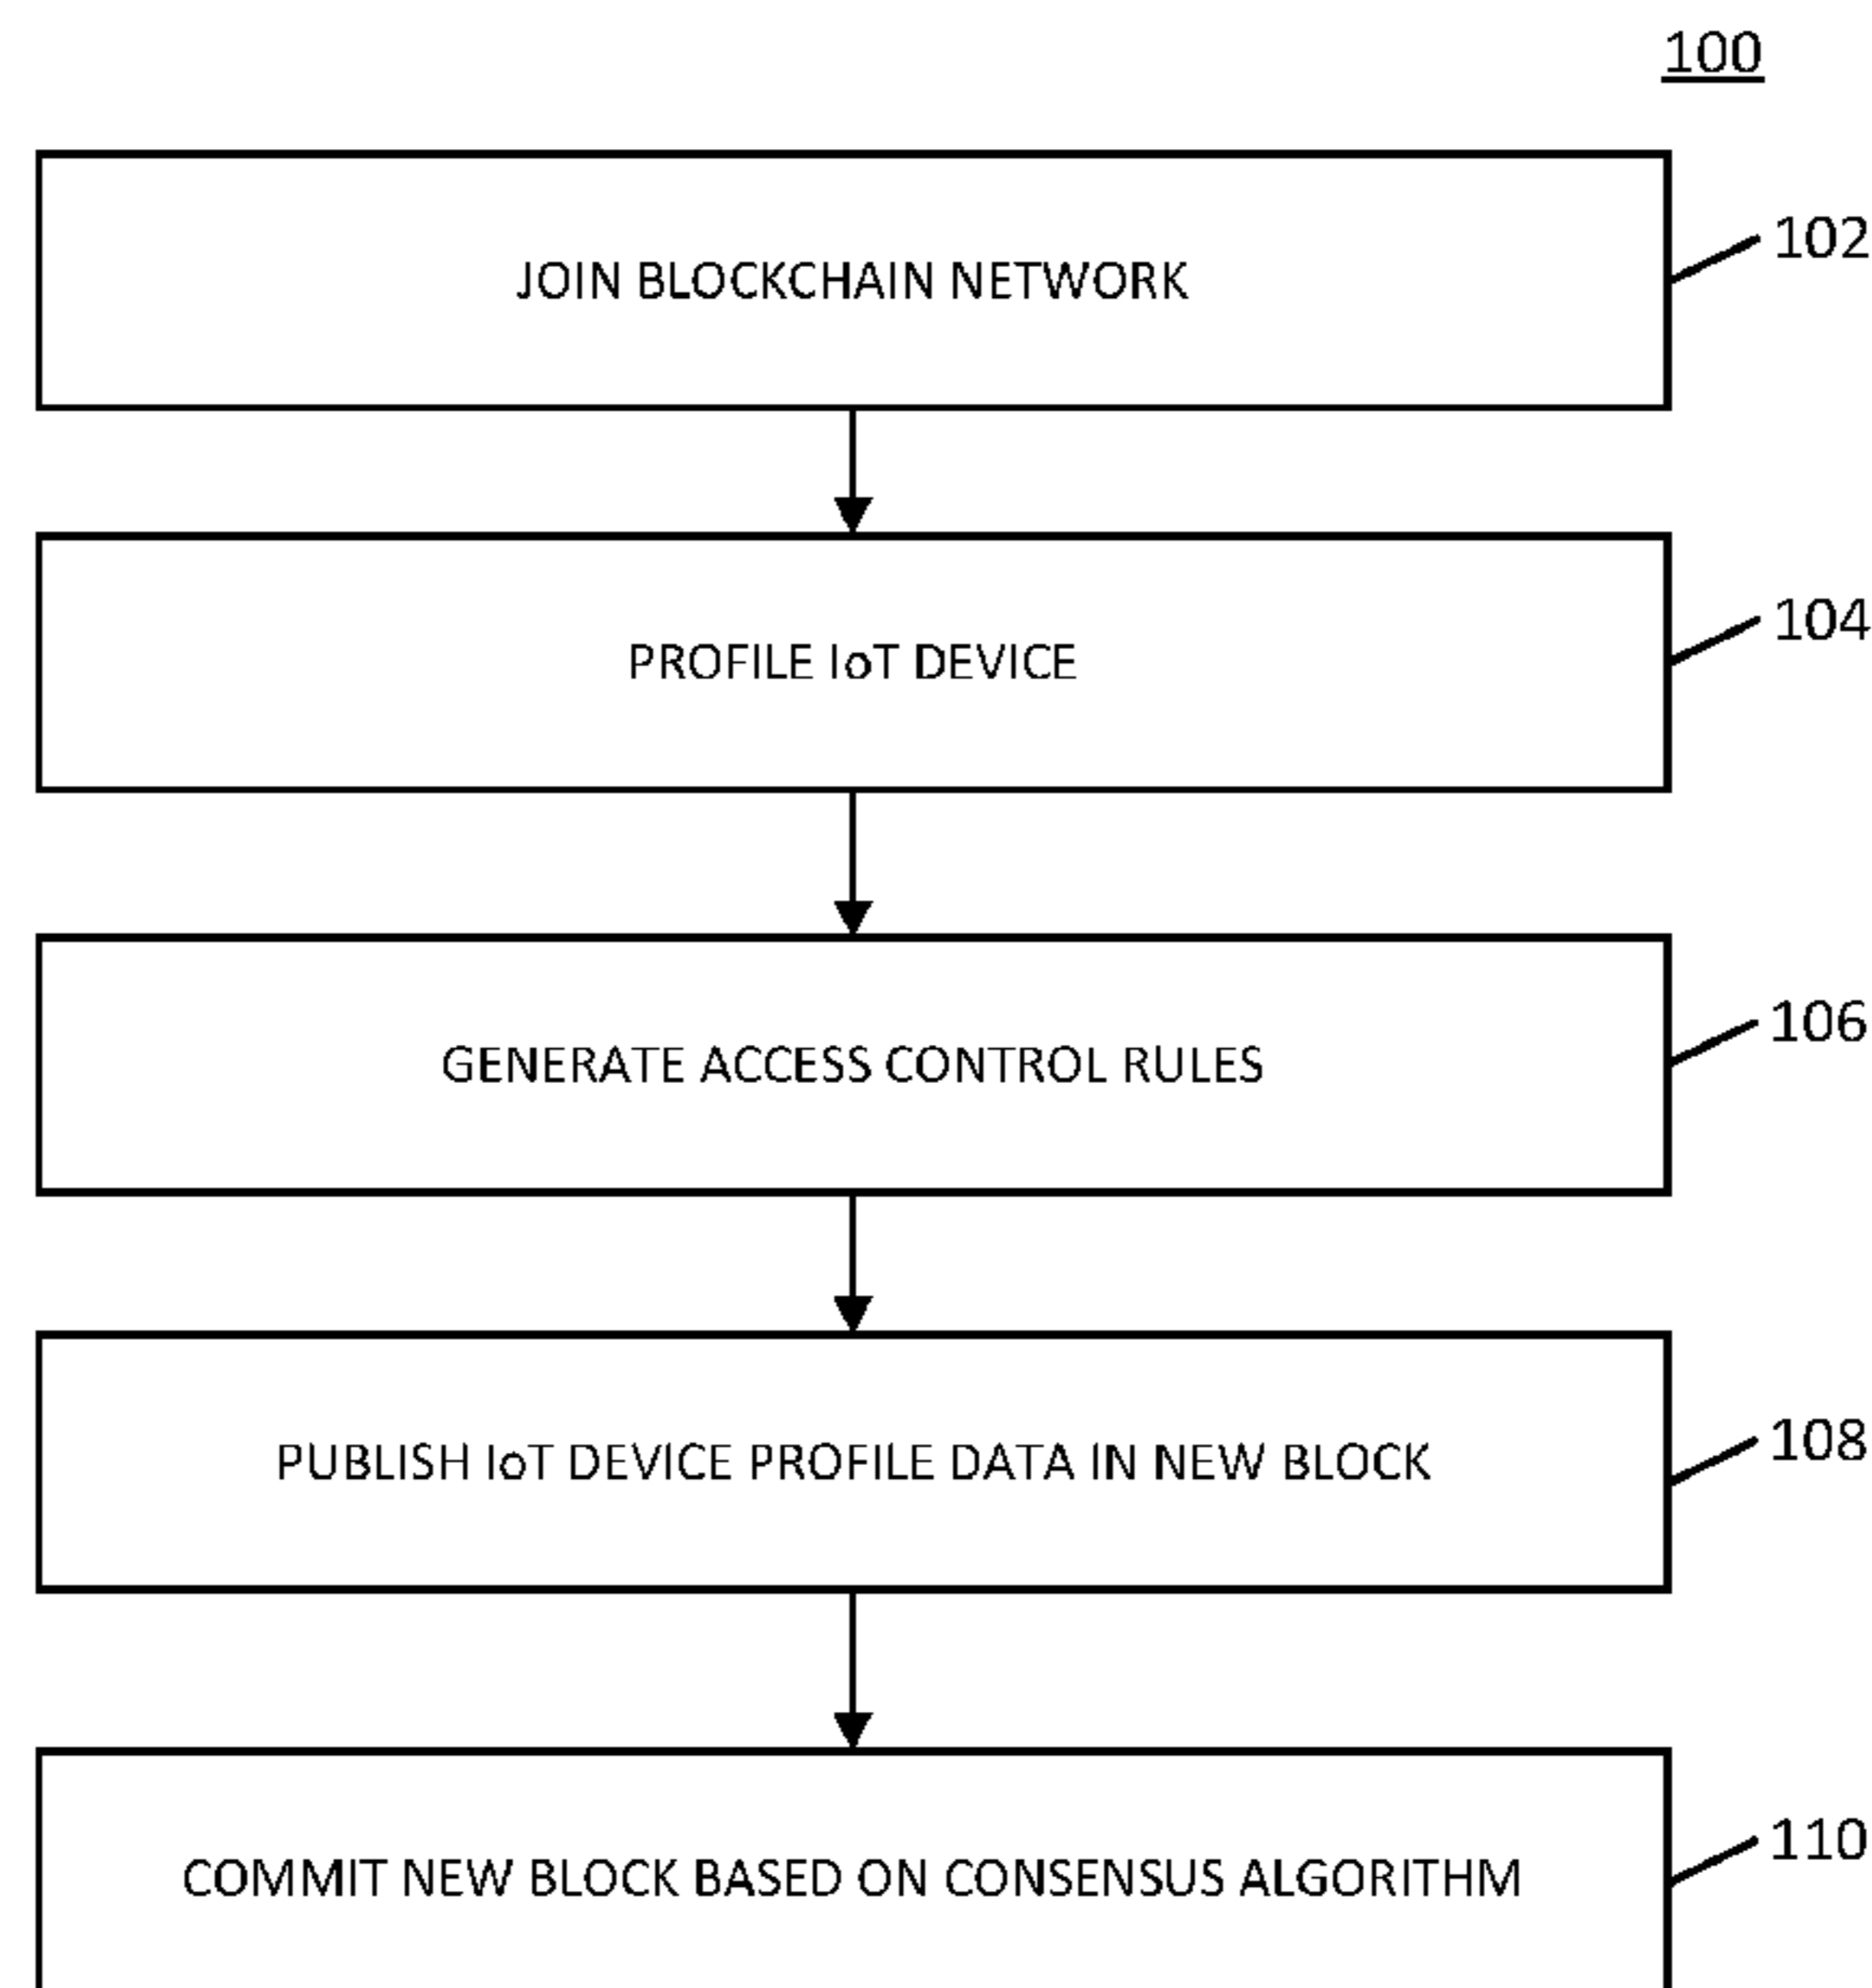 100
JOIN BLOCKCHAIN NETWORK
102
PROFILE IoT DEVICE
104
GENERATE ACCESS CONTROL RULES
106
PUBLISH IoT DEVICE PROFILE DATA IN NEW BLOCK
108
COMMIT NEW BLOCK BASED ON CONSENSUS ALGORITHM
110